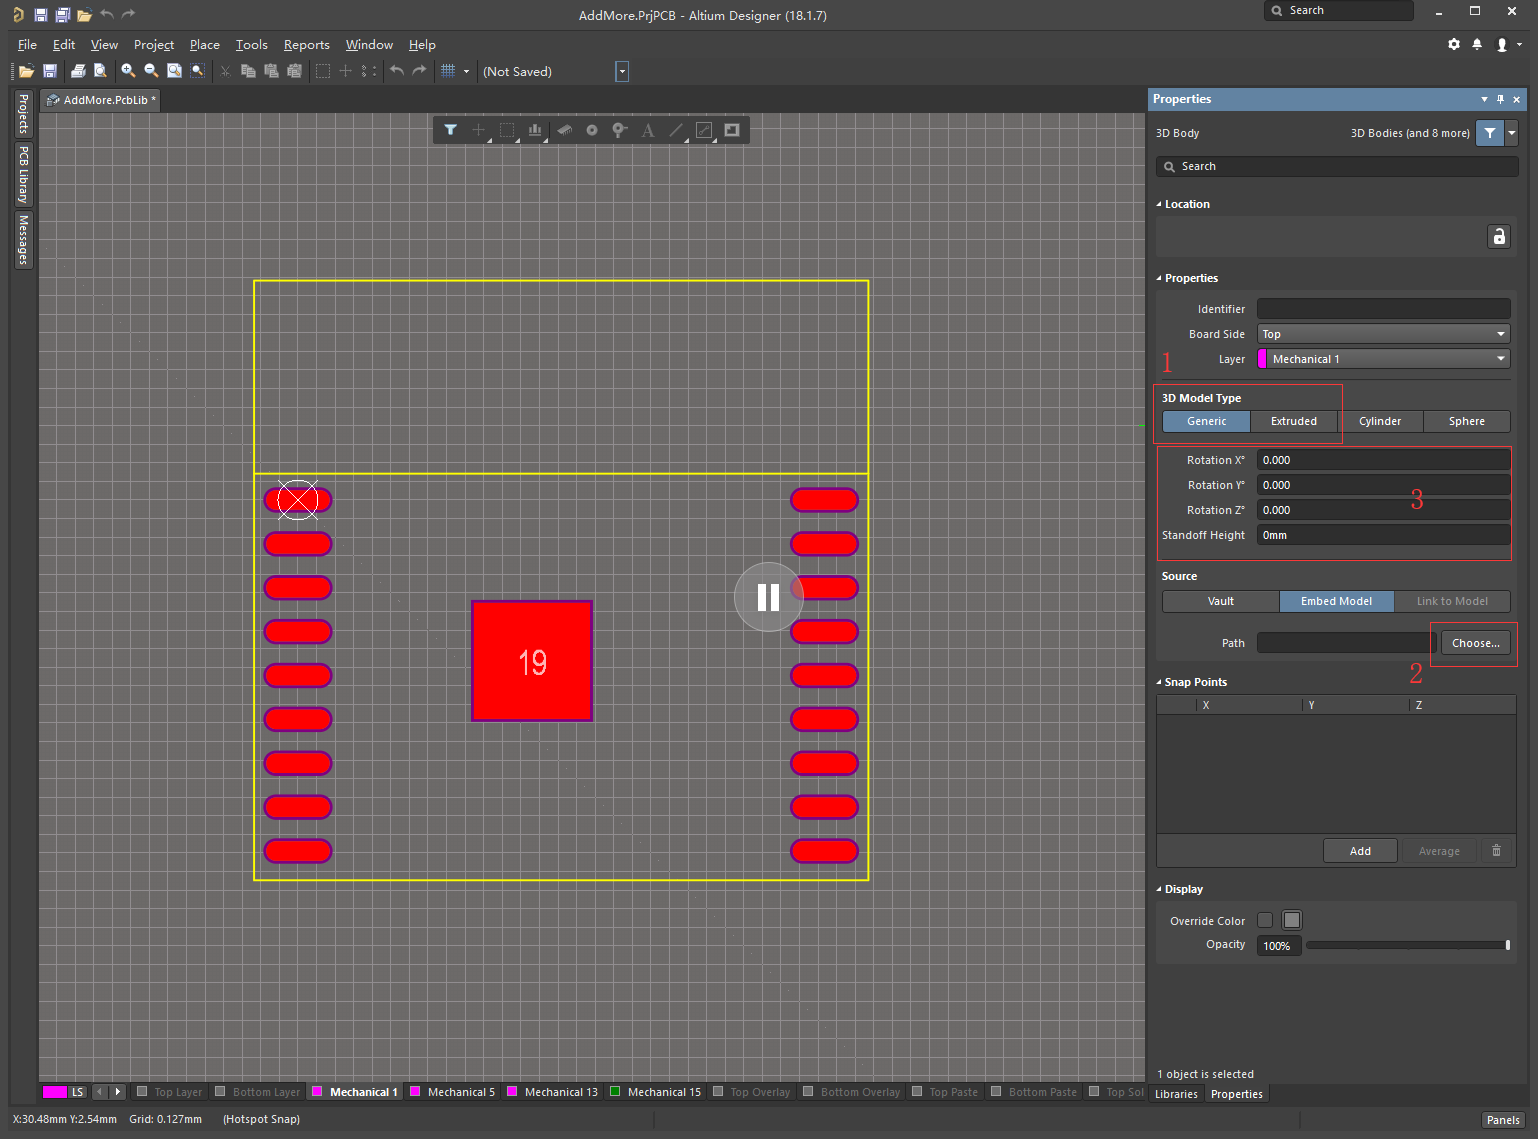 AddMore.PrjPCB - Altium Designer (18.1.7)
Search
File Edit View Project Place Tools Reports Window Help
(Not Saved)
Projects
PCB Library
Messages
AddMore.PcbLib *
19
Properties
3D Body 3D Bodies (and 8 more)
Search
Location
Properties
Identifier
Board Side Top
Layer Mechanical 1
1
3D Model Type
Generic Extruded Cylinder Sphere
Rotation X° 0.000
Rotation Y° 0.000
Rotation Z° 0.000
3
Standoff Height 0mm
Source
Vault Embed Model Link to Model
Path Choose...
2
Snap Points
X Y Z
Add Average
Display
Override Color
Opacity 100%
1 object is selected
LS Top Layer Bottom Layer Mechanical 1 Mechanical 5 Mechanical 13 Mechanical 15 Top Overlay Bottom Overlay Top Paste Bottom Paste Top Sol
Libraries Properties
X:30.48mm Y:2.54mm Grid: 0.127mm (Hotspot Snap)
Panels